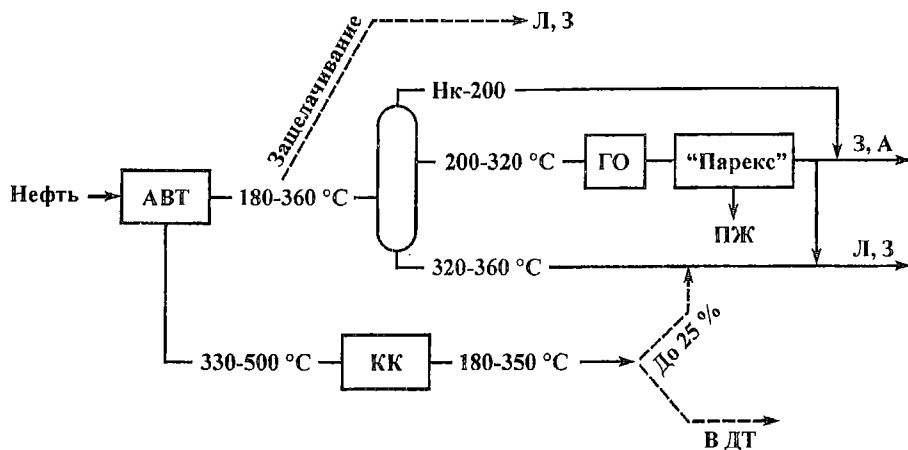 Л, З
Защелачивание
Нк-200
З, А
200-320 °C
ГО
“Парекс”
Нефть
АВТ
180-360 °C
ПЖ
Л, З
320-360 °C
330-500 °C
КК
180-350 °C
До 25 %
В ДТ